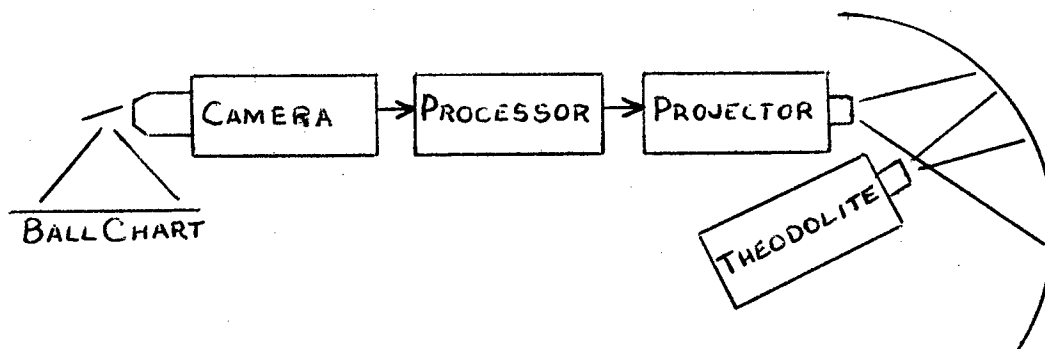 CAMERA
PROCESSOR
PROJECTOR
BALL CHART
THEODOLITE